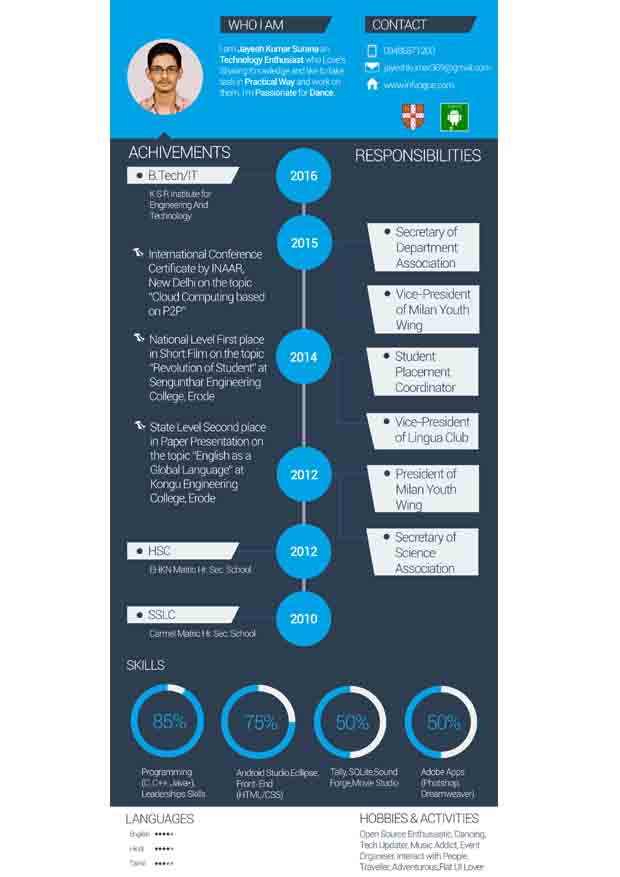 WHO I AM
I am Jayesh Kumar Surana an
Technology Enthusiast who Love's
Sharing Knowledge and like to take
task in Practical Way and work on
them. I'm Passionate for Dance.
CONTACT
jayeshkumar369@gmail.com
ACHIVEMENTS
B.Tech/IT
K S R Institute for
Engineering And
Technology
International Conference
Certificate by INAAR,
New Delhi on the topic
"Cloud Computing based
on P2P"
National Level First place
in Short Film on the topic
"Revolution of Student" at
Sengunthar Engineering
College, Erode
State Level Second place
in Paper Presentation on
the topic "English as a
Global Language" at
Kongu Engineering
College, Erode
HSC
EHKN Matric Hr. Sec. School
SSLC
Carmel Matric Hr. Sec. School
2016
2015
2014
2012
2012
2010
RESPONSIBILITIES
Secretary of
Department
Association
Vice-President
of Milan Youth
Wing
Student
Placement
Coordinator
Vice-President
of Lingua Club
President of
Milan Youth
Wing
Secretary of
Science
Association
SKILLS
85%
Programming
(C,C++,Java+),
Leaderships Skills
75%
Android Studio,Ecllipse,
Front-End
(HTML/CSS)
50%
Tally, SQLite,Sound
Forge,Movie Studio
50%
Adobe Apps
(Photshop,
Dreamweaver)
LANGUAGES
English
Hindi
Tamil
HOBBIES & ACTIVITIES
Open Source Enthusiastic, Dancing,
Tech Updater, Music Addict, Event
Organiser, Interact with People,
Traveller,Adventurous,Flat UI Lover